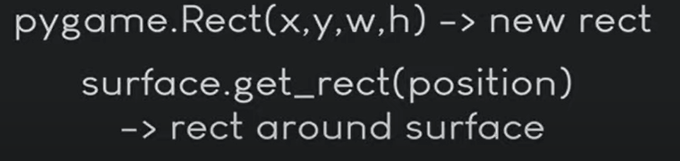 pygame.Rect(x,y,w,h) -> new rect
surface.get_rect(position)
-> rect around surface